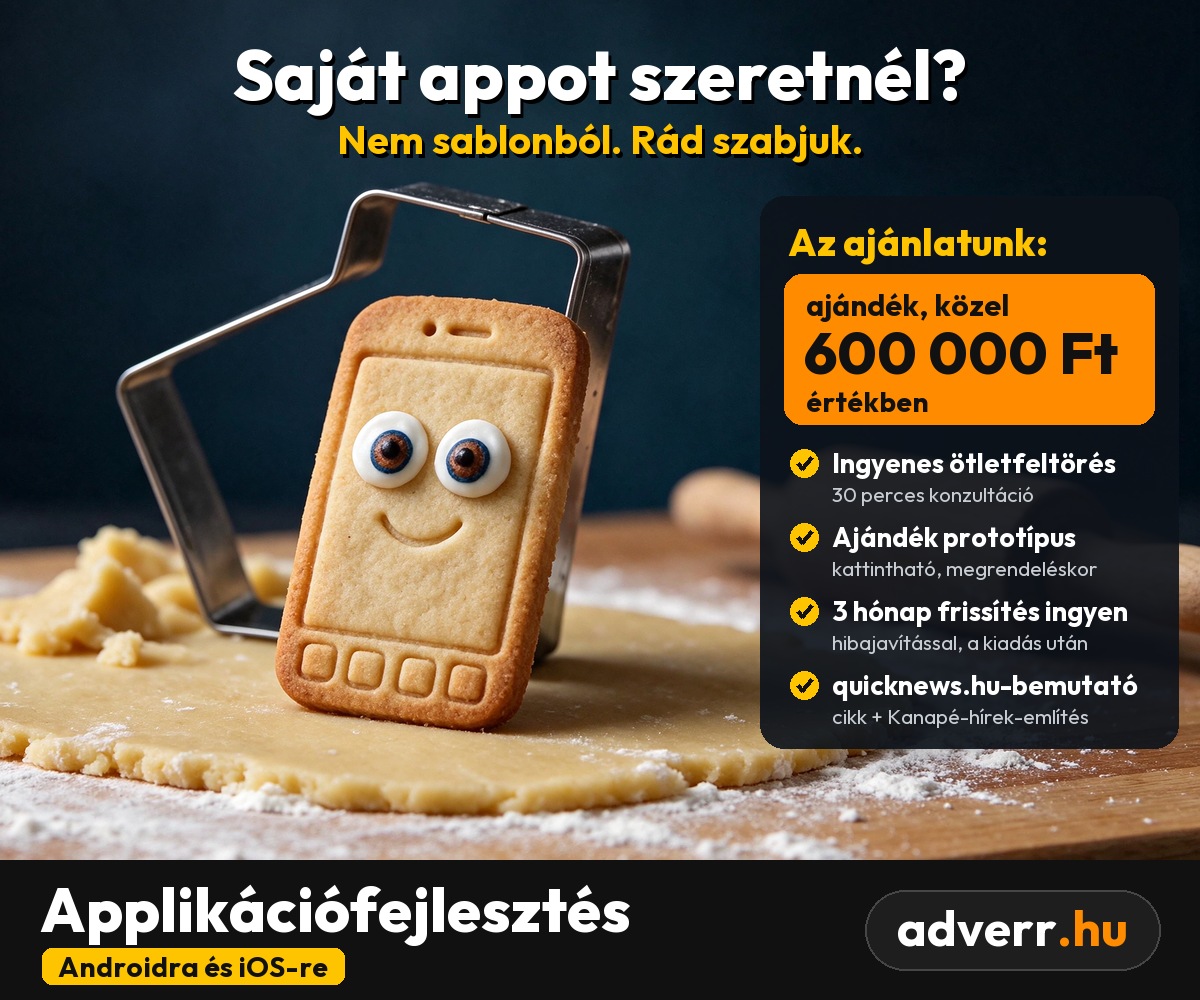 Saját appot szeretnél?
Nem sablonból. Rád szabjuk.
Az ajánlatunk:
ajándék, közel
600 000 Ft
értékben
Ingyenes ötletfeltörés
30 perces konzultáció
Ajándék prototípus
kattintható, megrendeléskor
3 hónap frissítés ingyen
hibajavítással, a kiadás után
quicknews.hu-bemutató
cikk + Kanapé-hírek-említés
Applikációfejlesztés
Androidra és iOS-re
adverr.hu